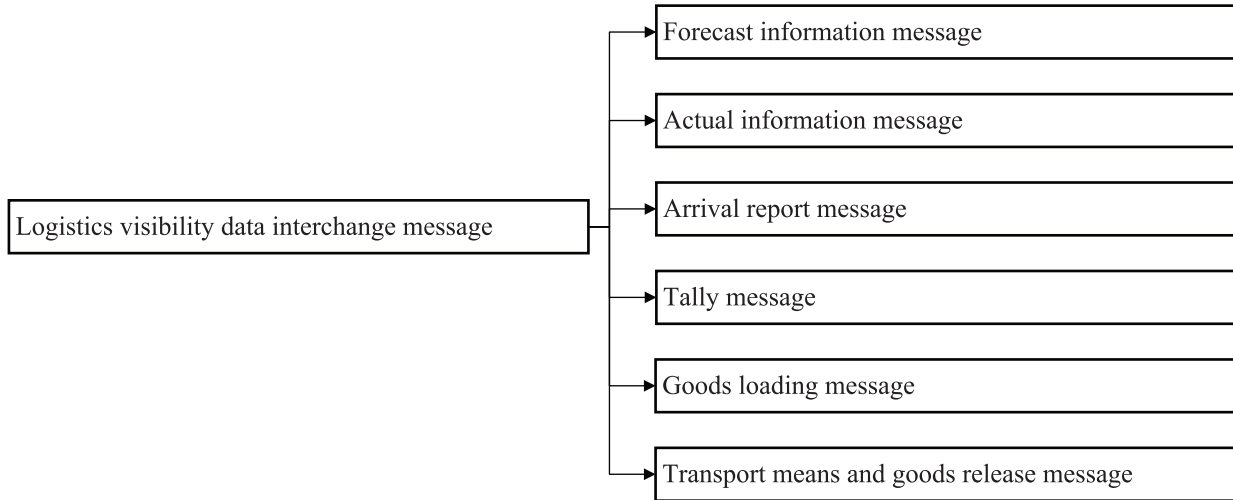 Forecast information message
Actual information message
Arrival report message
Logistics visibility data interchange message
Tally message
Goods loading message
Transport means and goods release message